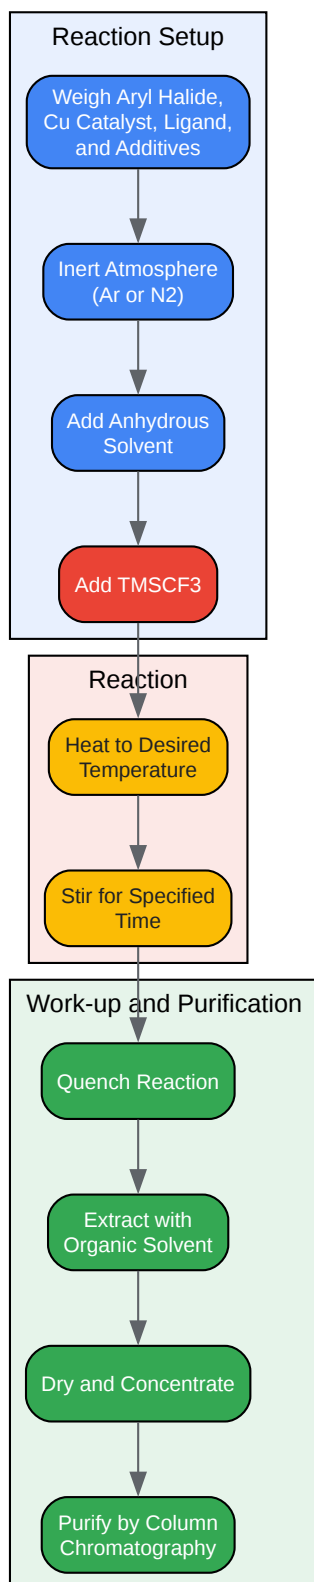 Reaction Setup
Weigh Aryl Halide,
Cu Catalyst, Ligand,
and Additives
Inert Atmosphere
(Ar or N2)
Add Anhydrous
Solvent
Add TMSCF3
Reaction
Heat to Desired
Temperature
Stir for Specified
Time
Work-up and Purification
Quench Reaction
Extract with
Organic Solvent
Dry and Concentrate
Purify by Column
Chromatography